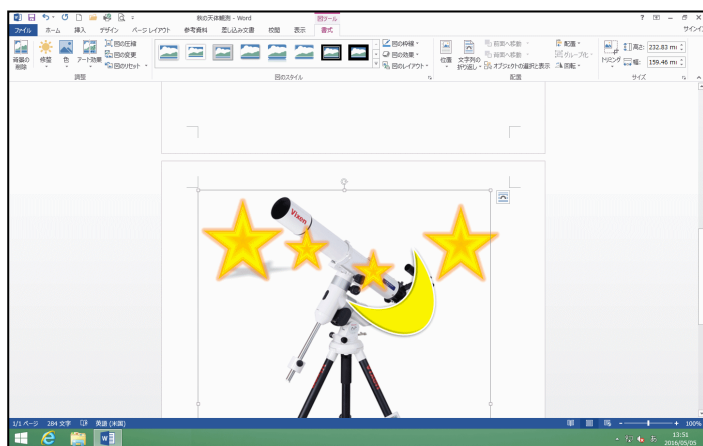 秋の天体観測 - Word
図ツール
サインイン
ファイル ホーム 挿入 デザイン ページ レイアウト 参考資料 差し込み文書 校閲 表示 書式
背景の削除
修整
色
アート効果
図の圧縮
図の変更
図のリセット
調整
図のスタイル
図の枠線
図の効果
図のレイアウト
位置
文字列の折り返し
前面へ移動
背面へ移動
オブジェクトの選択と表示
配置
グループ化
回転
配置
トリミング
高さ: 232.83 mm
幅: 159.46 mm
サイズ
Vixen
1/1 ページ 284 文字 英語 (米国)
100%
13:51
2016/05/05